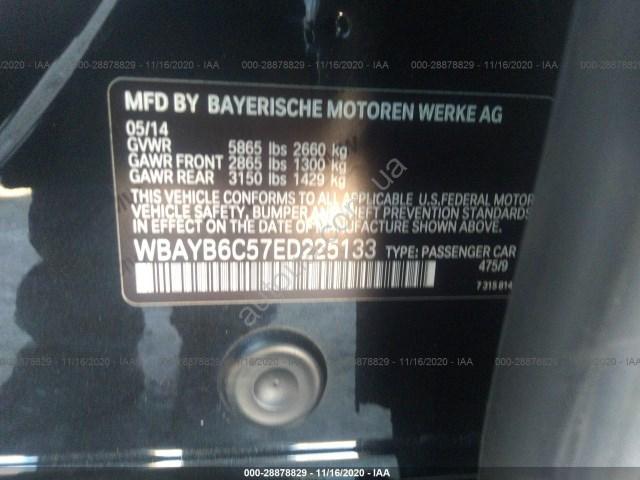 000-28878829 - 11/16/2020 - IAA
MFD BY BAYERISCHE MOTOREN WERKE AG
05/14
GVWR 5865 lbs 2660 kg
GAWR FRONT 2865 lbs 1300 kg
GAWR REAR 3150 lbs 1429 kg
THIS VEHICLE CONFORMS TO ALL APPLICABLE U.S.FEDERAL MOTOR
VEHICLE SAFETY, BUMPER AND THEFT PREVENTION STANDARDS
IN EFFECT ON THE DATE OF MANUFACTURE SHOWN ABOVE.
WBAYB6C57ED225133 TYPE: PASSENGER CAR
475/9
7315814
000-28878829 - 11/16/2020 - IAA
000-28878829 - 11/16/2020 - IAA